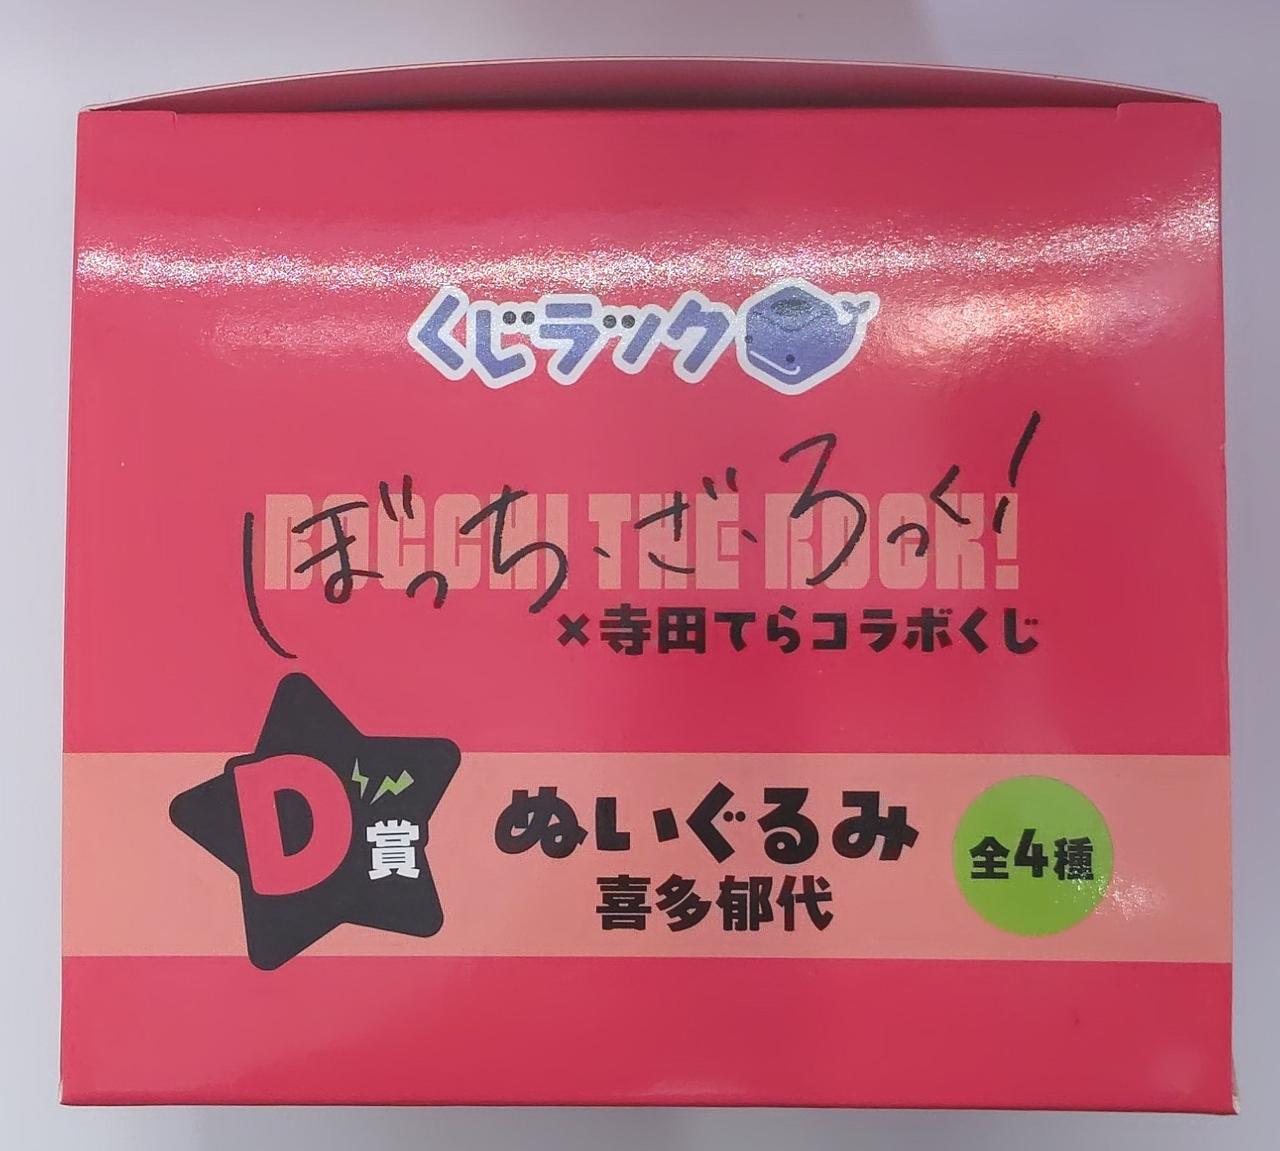 くじラック
ぼっち・ざ・ろっく!
BOCCHI THE ROCK!
×寺田てらコラボくじ
D賞
ぬいぐるみ
喜多郁代
全4種